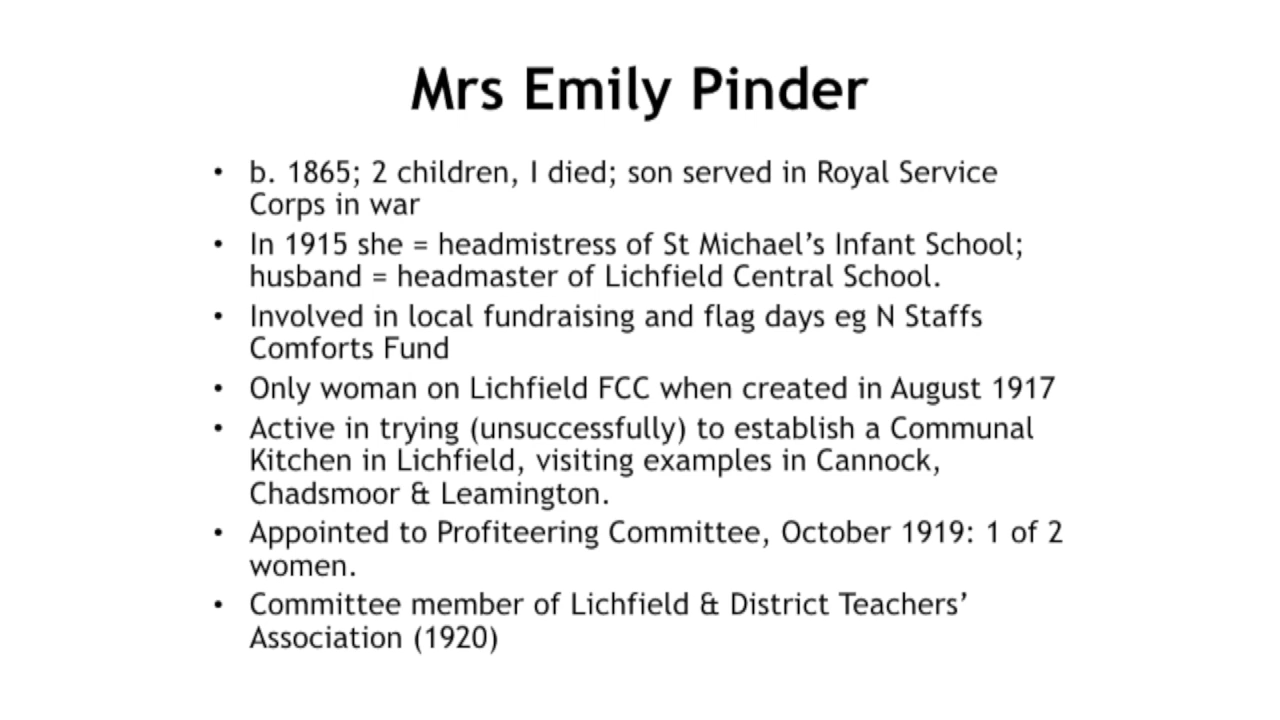 Mrs Emily Pinder
• b. 1865; 2 children, I died; son served in Royal Service
Corps in war
• In 1915 she = headmistress of St Michael’s Infant School;
husband = headmaster of Lichfield Central School.
• Involved in local fundraising and flag days eg N Staffs
Comforts Fund
• Only woman on Lichfield FCC when created in August 1917
• Active in trying (unsuccessfully) to establish a Communal
Kitchen in Lichfield, visiting examples in Cannock,
Chadsmoor & Leamington.
• Appointed to Profiteering Committee, October 1919: 1 of 2
women.
• Committee member of Lichfield & District Teachers’
Association (1920)